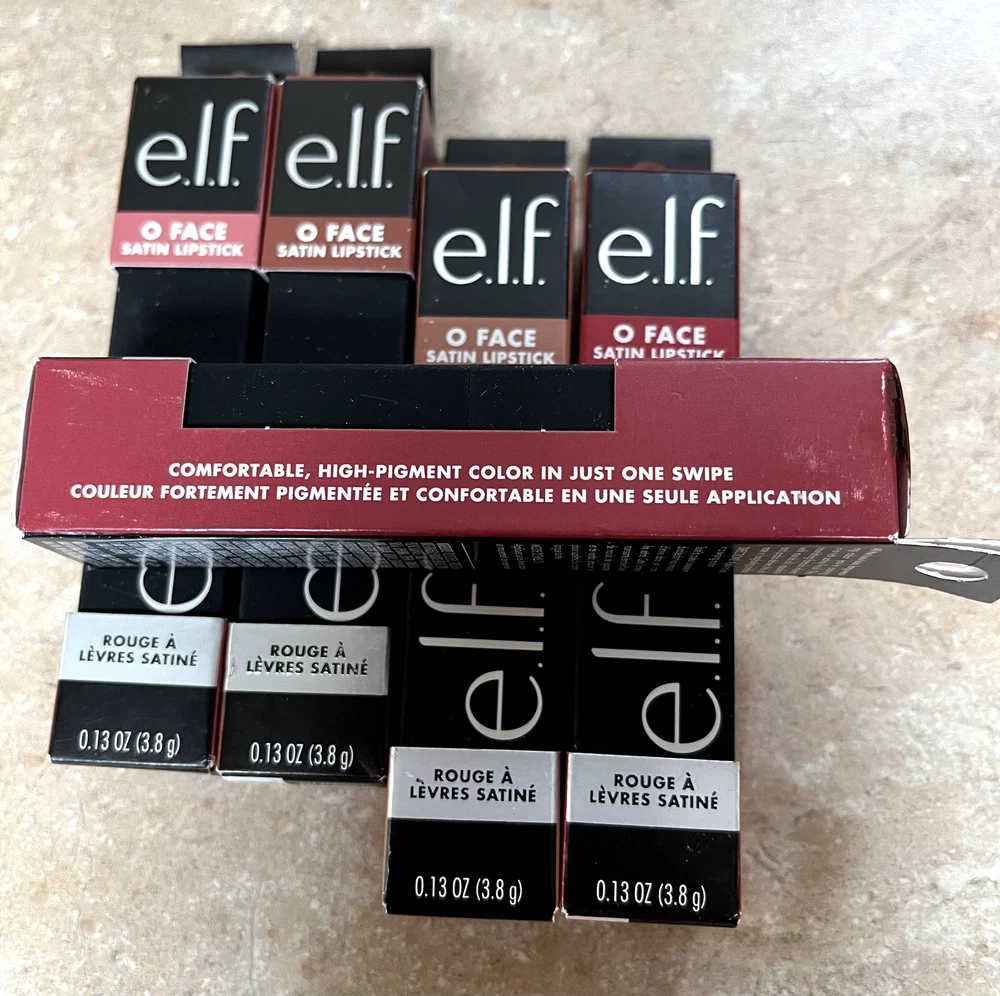 e.l.f.
O FACE
SATIN LIPSTICK
e.l.f.
O FACE
SATIN LIPSTICK
e.l.f.
O FACE
SATIN LIPSTICK
e.l.f.
O FACE
SATIN LIPSTICK
COMFORTABLE, HIGH-PIGMENT COLOR IN JUST ONE SWIPE
COULEUR FORTEMENT PIGMENTÉE ET CONFORTABLE EN UNE SEULE APPLICATION
e
ROUGE À
LÈVRES SATINÉ
0.13 OZ (3.8 g)
e
ROUGE À
LÈVRES SATINÉ
0.13 OZ (3.8 g)
e.l.f.
ROUGE À
LÈVRES SATINÉ
0.13 OZ (3.8 g)
e.l.f.
ROUGE À
LÈVRES SATINÉ
0.13 OZ (3.8 g)